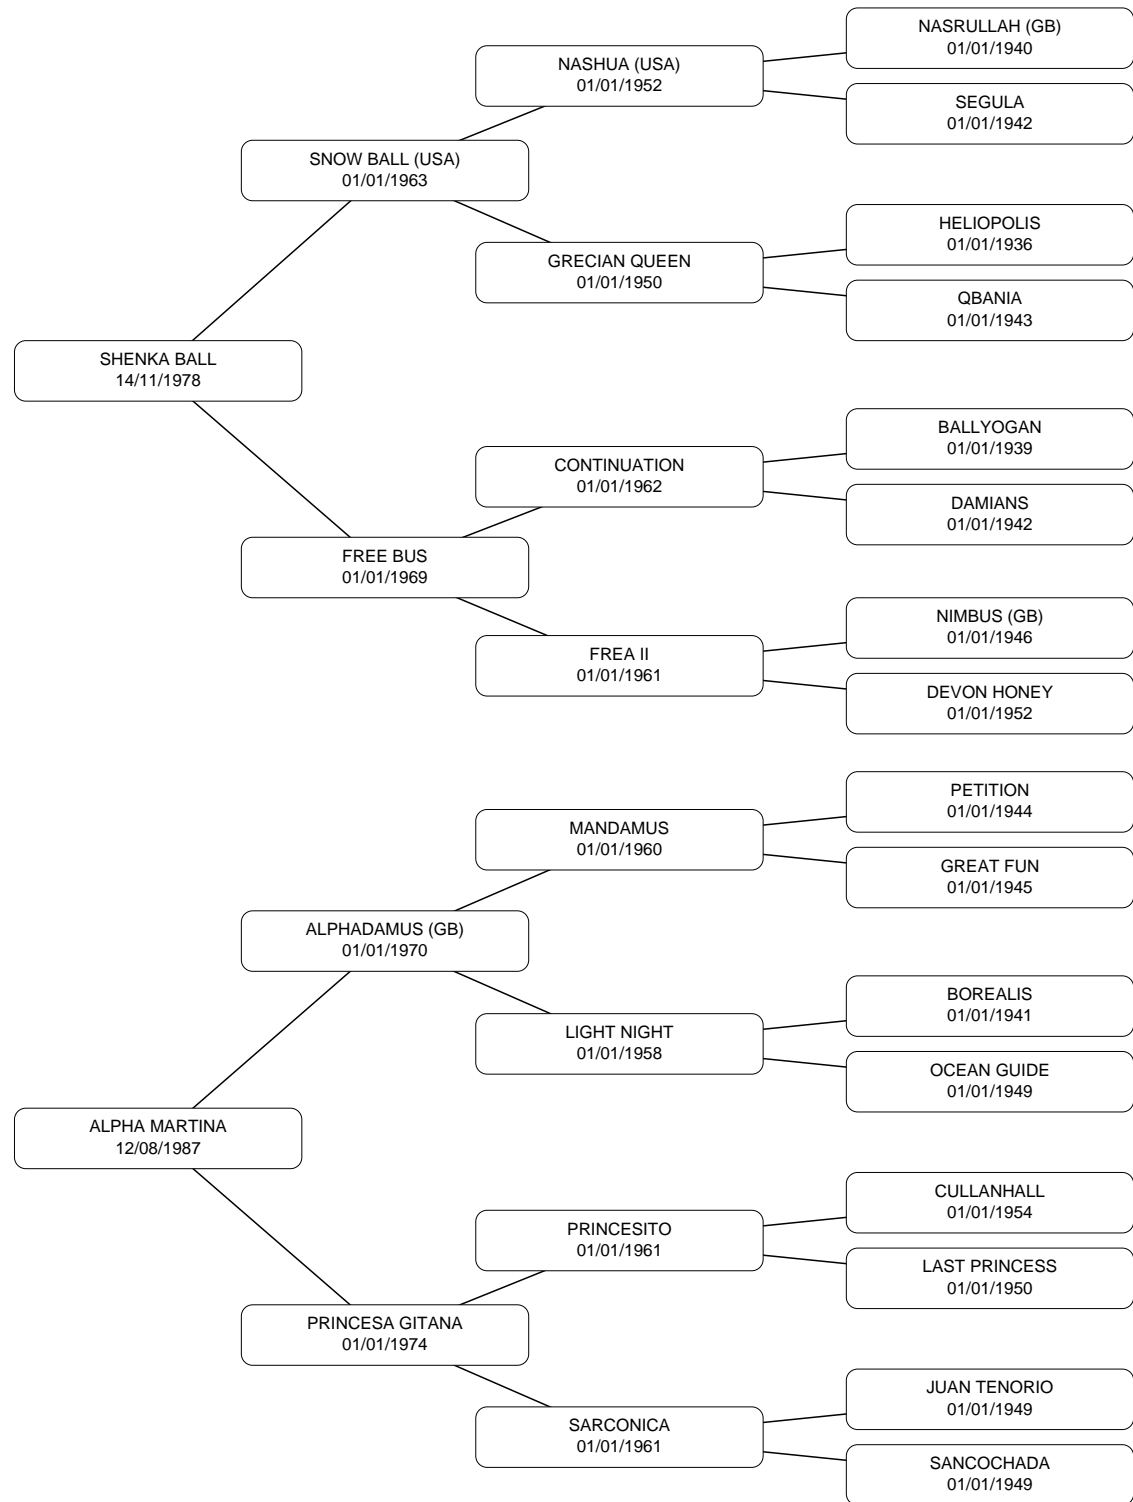 NASRULLAH (GB)
01/01/1940
NASHUA (USA)
01/01/1952
SEGULA
01/01/1942
SNOW BALL (USA)
01/01/1963
HELIOPOLIS
01/01/1936
GRECIAN QUEEN
01/01/1950
QBANIA
01/01/1943
SHENKA BALL
14/11/1978
BALLYOGAN
01/01/1939
CONTINUATION
01/01/1962
DAMIANS
01/01/1942
FREE BUS
01/01/1969
NIMBUS (GB)
01/01/1946
FREA II
01/01/1961
DEVON HONEY
01/01/1952
PETITION
01/01/1944
MANDAMUS
01/01/1960
GREAT FUN
01/01/1945
ALPHADAMUS (GB)
01/01/1970
BOREALIS
01/01/1941
LIGHT NIGHT
01/01/1958
OCEAN GUIDE
01/01/1949
ALPHA MARTINA
12/08/1987
CULLANHALL
01/01/1954
PRINCESITO
01/01/1961
LAST PRINCESS
01/01/1950
PRINCESA GITANA
01/01/1974
JUAN TENORIO
01/01/1949
SARCONICA
01/01/1961
SANCOCHADA
01/01/1949